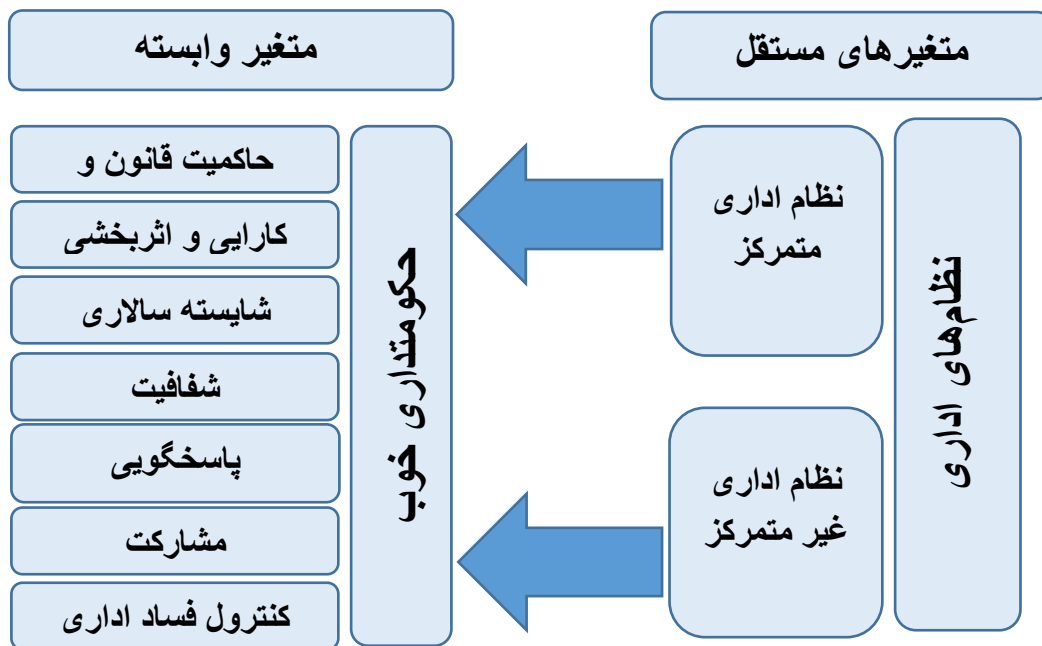 متغیرهای مستقل
متغیر وابسته
نظام‌های اداری
نظام اداری
متمرکز
نظام اداری
غیر متمرکز
حکومتداری خوب
حاکمیت قانون و
کارایی و اثربخشی
شایسته سالاری
شفافیت
پاسخگویی
مشارکت
کنترول فساد اداری